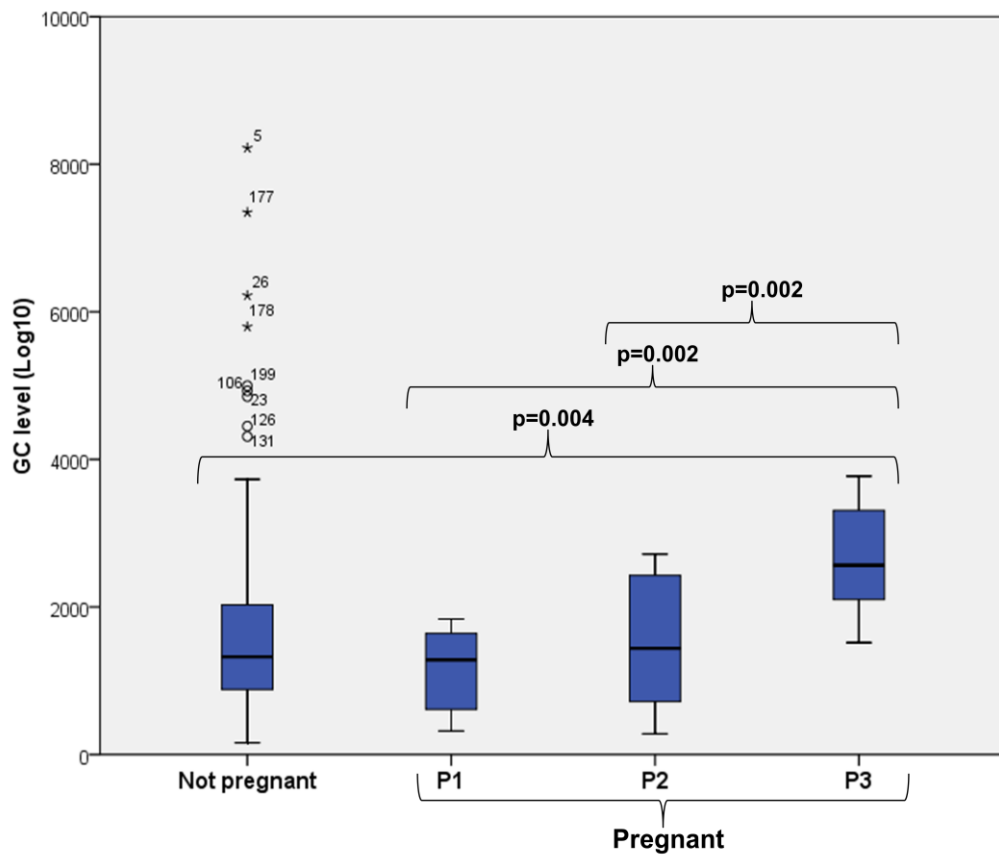 10000
8000
6000
4000
2000
0
GC level (Log10)
5
177
26
178
199
106
23
126
131
p=0.002
p=0.002
p=0.004
Not pregnant
P1
P2
P3
Pregnant